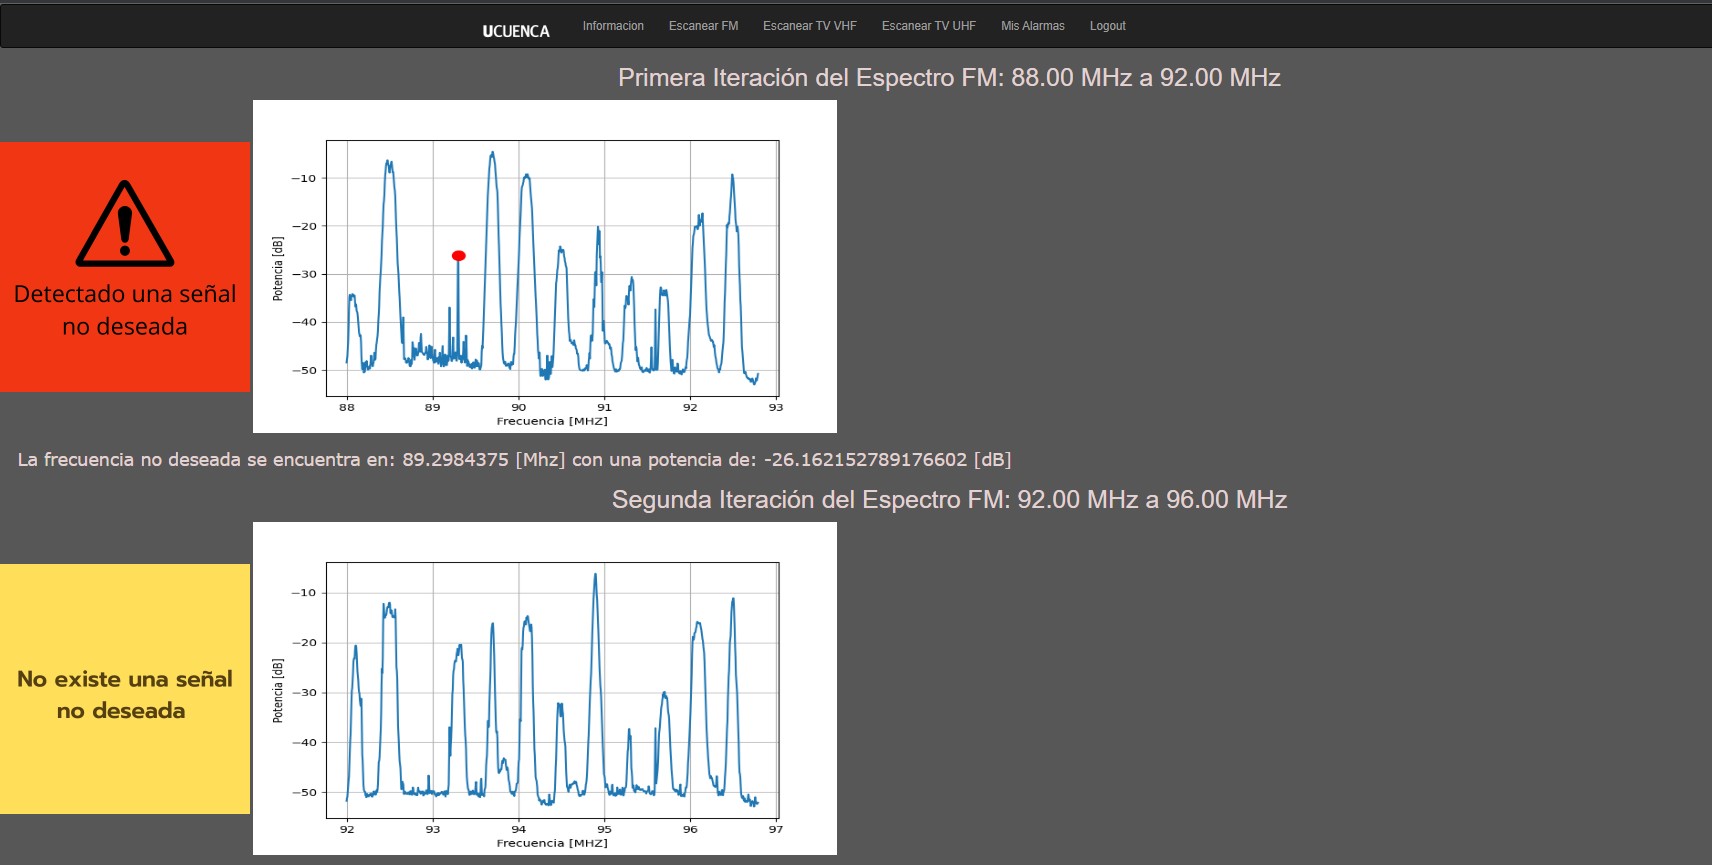 UCUENCA Informacion Escanear FM Escanear TV VHF Escanear TV UHF Mis Alarmas Logout
Primera Iteración del Espectro FM: 88.00 MHz a 92.00 MHz
Detectado una señal
no deseada
Potencia [dB]
−10
−20
−30
−40
−50
88 89 90 91 92 93
Frecuencia [MHZ]
La frecuencia no deseada se encuentra en: 89.2984375 [Mhz] con una potencia de: -26.162152789176602 [dB]
Segunda Iteración del Espectro FM: 92.00 MHz a 96.00 MHz
No existe una señal
no deseada
Potencia [dB]
−10
−20
−30
−40
−50
92 93 94 95 96 97
Frecuencia [MHZ]